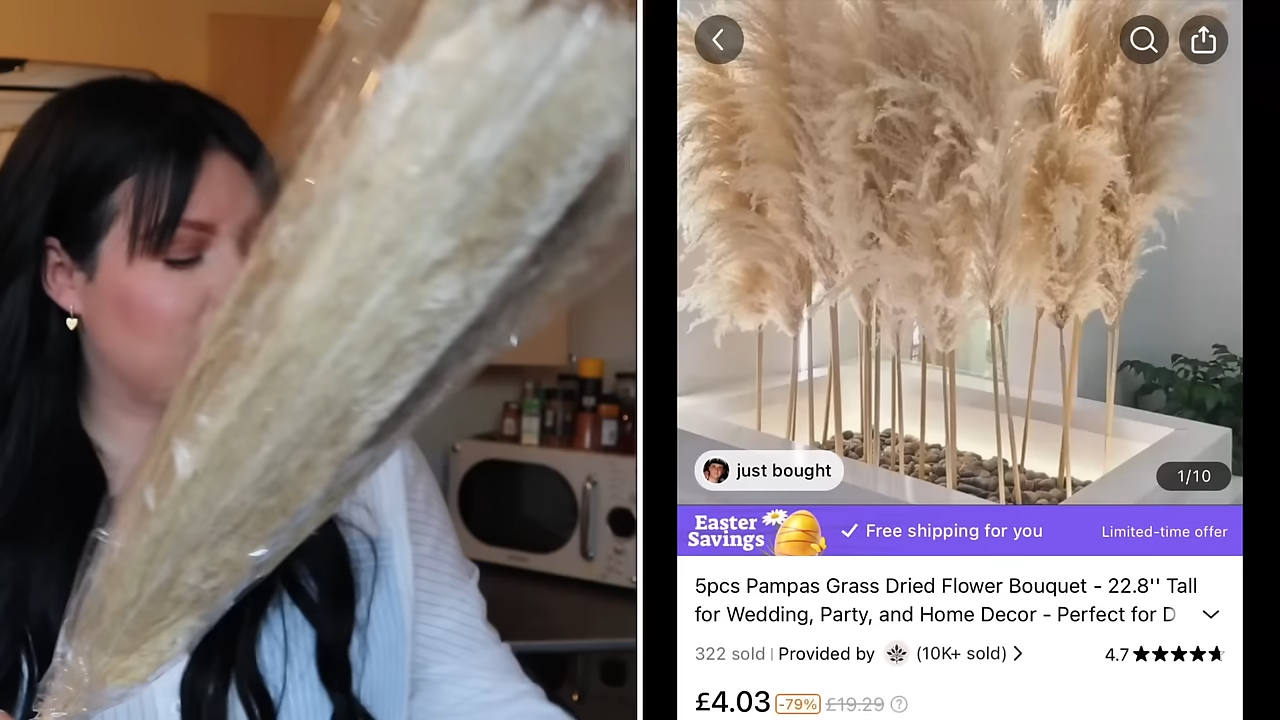 just bought
1/10
Easter
Savings
Free shipping for you
Limited-time offer
5pcs Pampas Grass Dried Flower Bouquet - 22.8'' Tall
for Wedding, Party, and Home Decor - Perfect for D
322 sold | Provided by (10K+ sold)
4.7
£4.03 -79% £19.29 ?